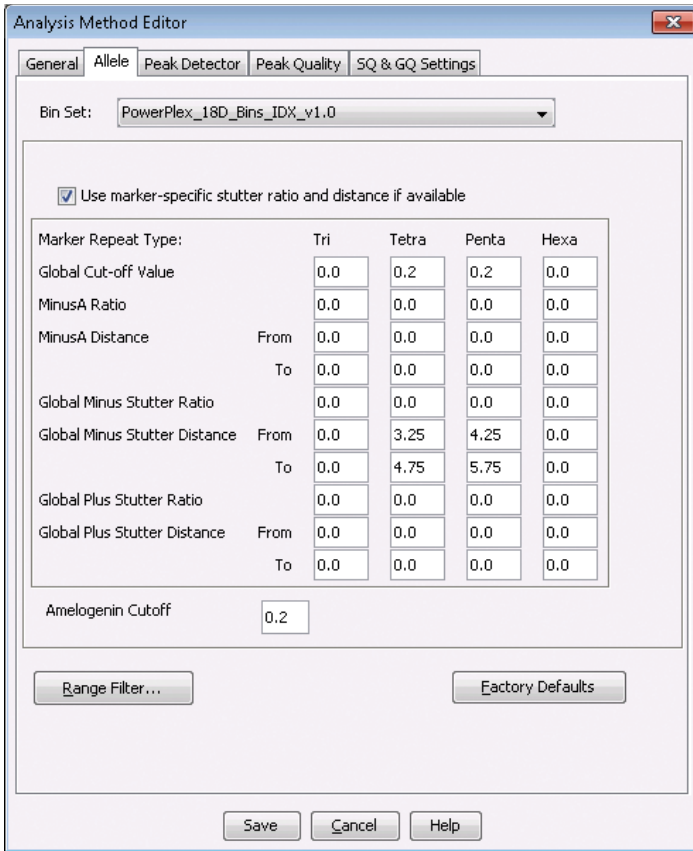 Analysis Method Editor
General Allele Peak Detector Peak Quality SQ & GQ Settings
Bin Set: PowerPlex_18D_Bins_IDX_v1.0
Use marker-specific stutter ratio and distance if available
Marker Repeat Type: Tri Tetra Penta Hexa
Global Cut-off Value 0.0 0.2 0.2 0.0
MinusA Ratio 0.0 0.0 0.0 0.0
MinusA Distance From 0.0 0.0 0.0 0.0
To 0.0 0.0 0.0 0.0
Global Minus Stutter Ratio 0.0 0.0 0.0 0.0
Global Minus Stutter Distance From 0.0 3.25 4.25 0.0
To 0.0 4.75 5.75 0.0
Global Plus Stutter Ratio 0.0 0.0 0.0 0.0
Global Plus Stutter Distance From 0.0 0.0 0.0 0.0
To 0.0 0.0 0.0 0.0
Amelogenin Cutoff 0.2
Range Filter... Factory Defaults
Save Cancel Help